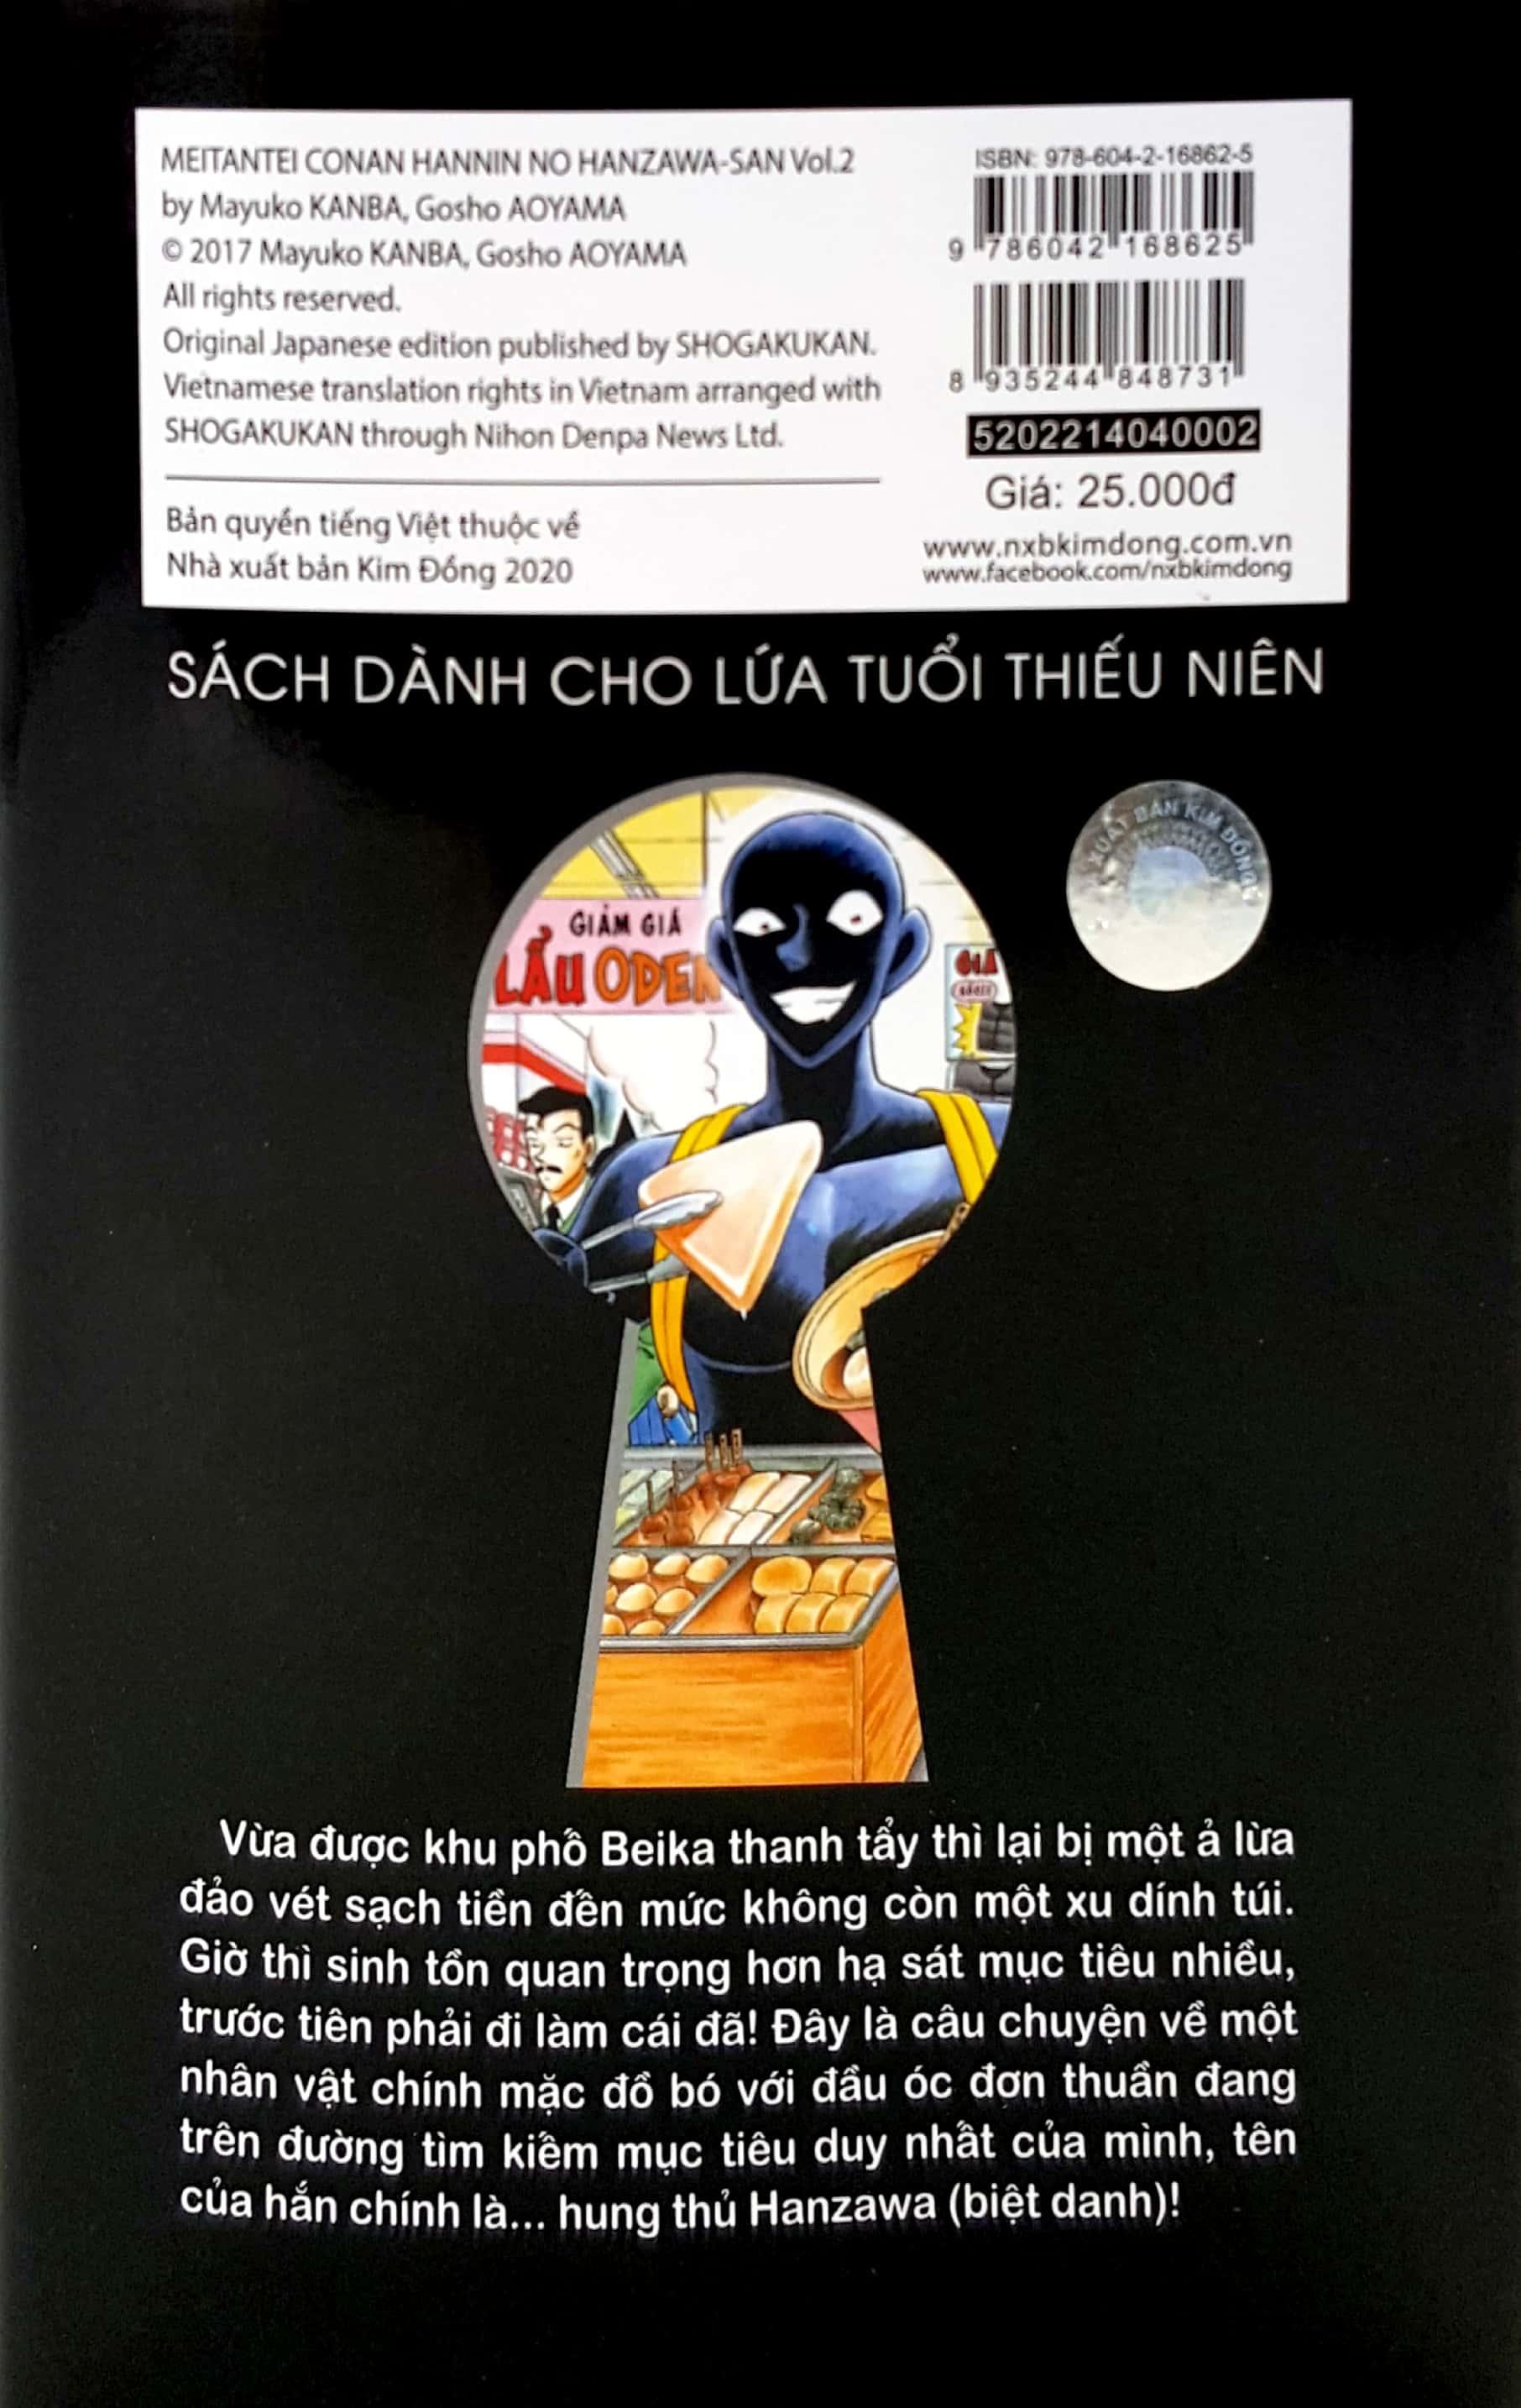 MEITANTEI CONAN HANNIN NO HANZAWA-SAN Vol.2
by Mayuko KANBA, Gosho AOYAMA
© 2017 Mayuko KANBA, Gosho AOYAMA
All rights reserved.
Original Japanese edition published by SHOGAKUKAN.
Vietnamese translation rights in Vietnam arranged with
SHOGAKUKAN through Nihon Denpa News Ltd.
Bản quyền tiếng Việt thuộc về
Nhà xuất bản Kim Đồng 2020
ISBN: 978-604-2-16862-5
9 786042 168625
8 935244 848731
5202214040002
Giá: 25.000đ
www.nxbkimdong.com.vn
www.facebook.com/nxbkimdong
SÁCH DÀNH CHO LỨA TUỔI THIẾU NIÊN
XUẤT BẢN KIM ĐỒNG
GIẢM GIÁ
LẨU ODEN
GIÁ
Vừa được khu phố Beika thanh tẩy thì lại bị một ả lừa
đảo vét sạch tiền đến mức không còn một xu dính túi.
Giờ thì sinh tồn quan trọng hơn hạ sát mục tiêu nhiều,
trước tiên phải đi làm cái đã! Đây là câu chuyện về một
nhân vật chính mặc đồ bó với đầu óc đơn thuần đang
trên đường tìm kiếm mục tiêu duy nhất của mình, tên
của hắn chính là... hung thủ Hanzawa (biệt danh)!